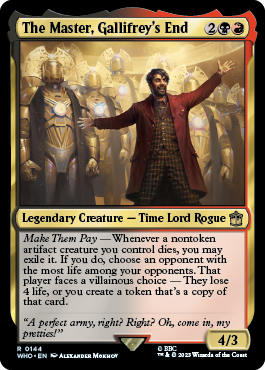 The Master, Gallifrey's End 2
Legendary Creature — Time Lord Rogue
Make Them Pay — Whenever a nontoken
artifact creature you control dies, you may
exile it. If you do, choose an opponent with
the most life among your opponents. That
player faces a villainous choice — They lose
4 life, or you create a token that's a copy of
that card.
"A perfect army, right? Right? Oh, come in, my
pretties!"
4/3
R 0144
WHO • EN Alexander Mokhov
© BBC
™ & © 2023 Wizards of the Coast